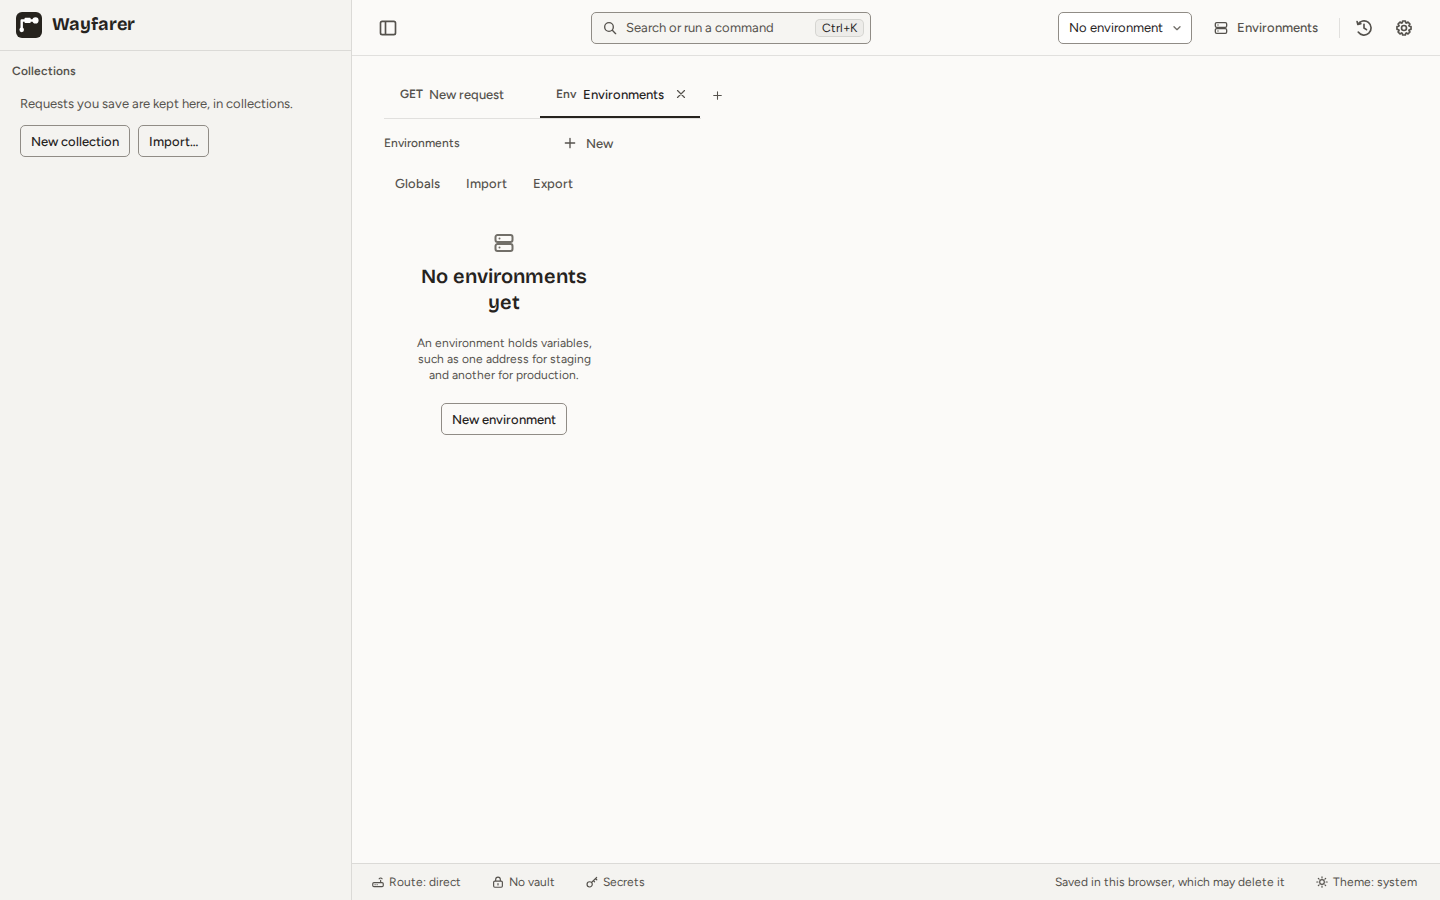 Wayfarer
Search or run a command
Ctrl+K
No environment
Environments
Collections
Requests you save are kept here, in collections.
New collection
Import...
GET New request
Env Environments
Environments
New
Globals
Import
Export
No environments
yet
An environment holds variables,
such as one address for staging
and another for production.
New environment
Route: direct
No vault
Secrets
Saved in this browser, which may delete it
Theme: system